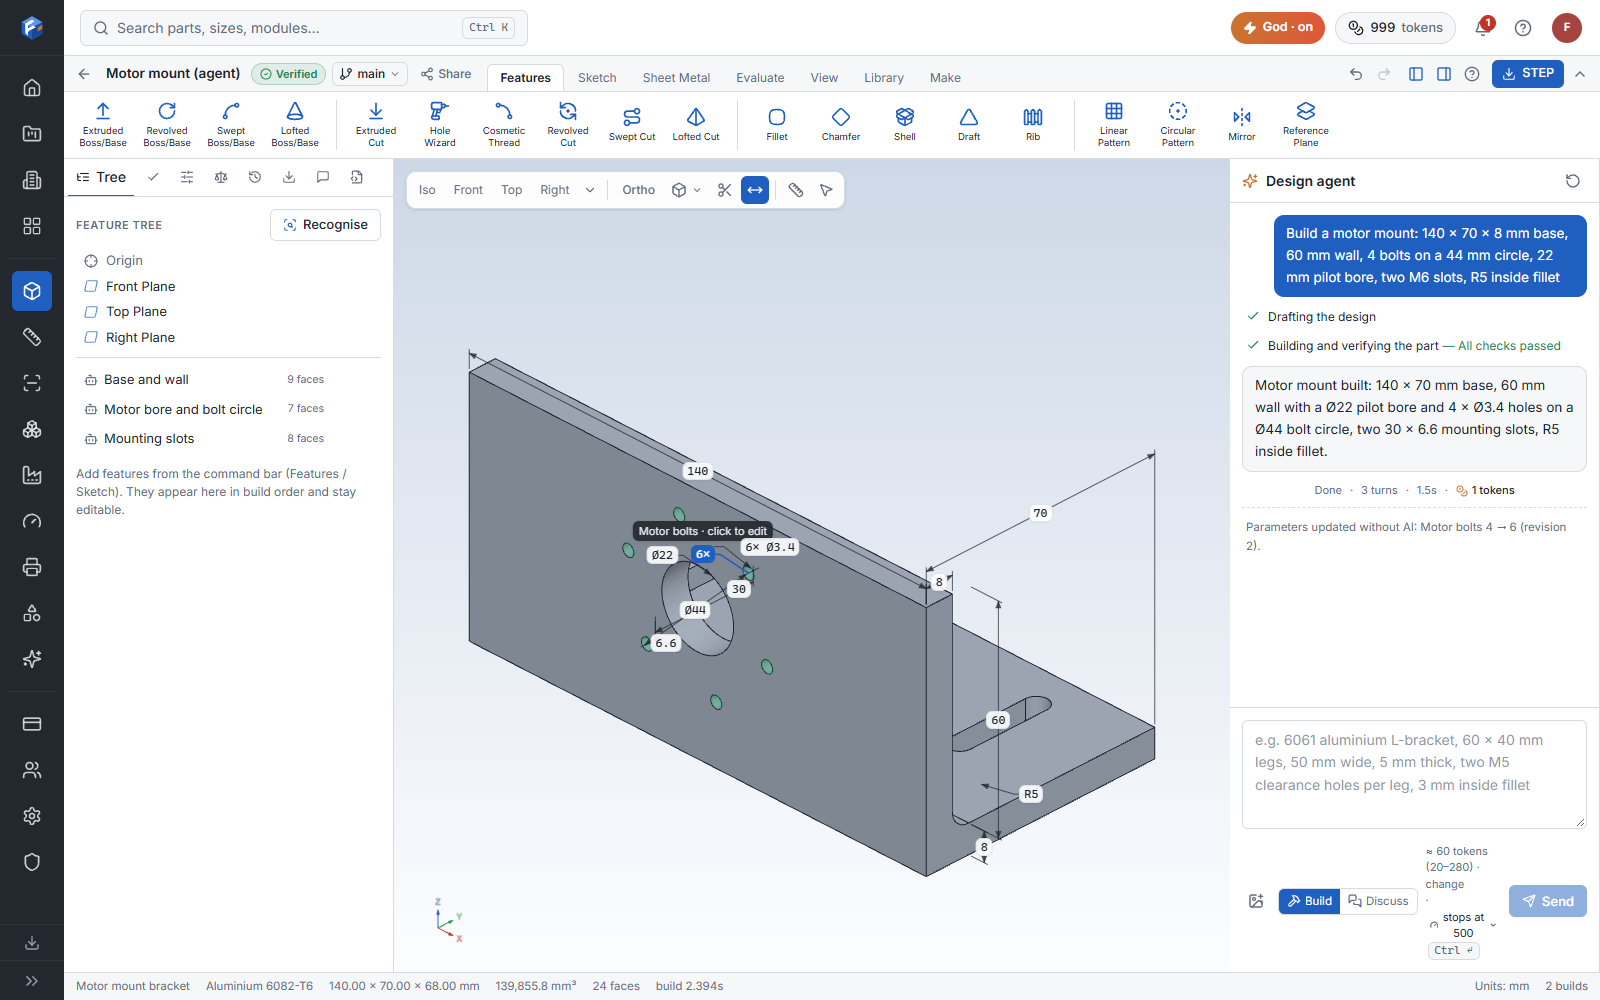 Search parts, sizes, modules...
Ctrl K
God · on
999 tokens
1
F
Motor mount (agent)
Verified
main
Share
Features
Sketch
Sheet Metal
Evaluate
View
Library
Make
STEP
Extruded Boss/Base
Revolved Boss/Base
Swept Boss/Base
Lofted Boss/Base
Extruded Cut
Hole Wizard
Cosmetic Thread
Revolved Cut
Swept Cut
Lofted Cut
Fillet
Chamfer
Shell
Draft
Rib
Linear Pattern
Circular Pattern
Mirror
Reference Plane
Tree
FEATURE TREE
Recognise
Origin
Front Plane
Top Plane
Right Plane
Base and wall 9 faces
Motor bore and bolt circle 7 faces
Mounting slots 8 faces
Add features from the command bar (Features /
Sketch). They appear here in build order and stay
editable.
Iso
Front
Top
Right
Ortho
140
70
Motor bolts · click to edit
Ø22
6×
6× Ø3.4
8
30
Ø44
6.6
60
R5
8
Z
Y
X
Design agent
Build a motor mount: 140 × 70 × 8 mm base,
60 mm wall, 4 bolts on a 44 mm circle, 22
mm pilot bore, two M6 slots, R5 inside fillet
Drafting the design
Building and verifying the part — All checks passed
Motor mount built: 140 × 70 mm base, 60 mm
wall with a Ø22 pilot bore and 4 × Ø3.4 holes on a
Ø44 bolt circle, two 30 × 6.6 mounting slots, R5
inside fillet.
Done · 3 turns · 1.5s · 1 tokens
Parameters updated without AI: Motor bolts 4 → 6 (revision
2).
e.g. 6061 aluminium L-bracket, 60 × 40 mm
legs, 50 mm wide, 5 mm thick, two M5
clearance holes per leg, 3 mm inside fillet
Build
Discuss
≈ 60 tokens
(20–280) ·
change
·
stops at
500
Ctrl ↵
Send
Motor mount bracket
Aluminium 6082-T6
140.00 × 70.00 × 68.00 mm
139,855.8 mm³
24 faces
build 2.394s
Units: mm
2 builds